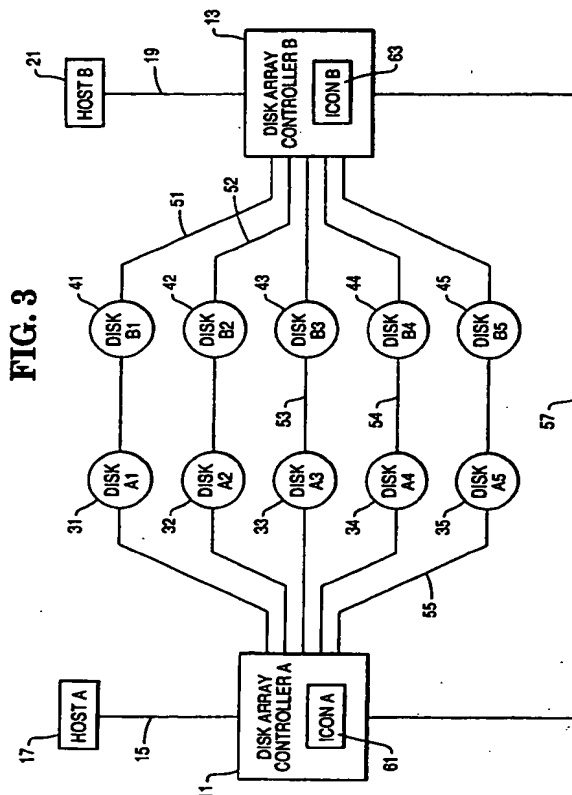 FIG. 3
HOST A
17
15
HOST B
21
19
DISK ARRAY
CONTROLLER A
ICON A
11
61
DISK ARRAY
CONTROLLER B
ICON B
13
63
DISK
A1
31
DISK
B1
41
51
DISK
A2
32
DISK
B2
42
52
DISK
A3
33
53
DISK
B3
43
DISK
A4
34
54
DISK
B4
44
DISK
A5
35
55
DISK
B5
45
57